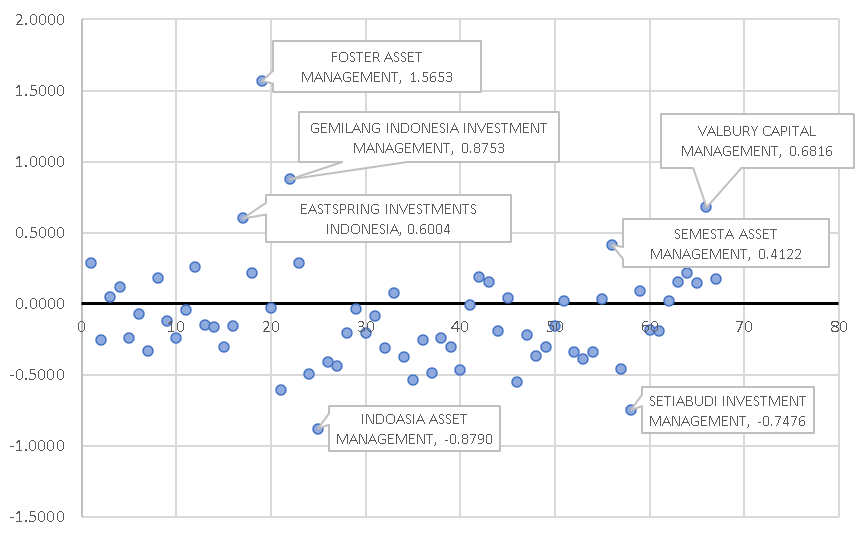 2.0000
FOSTER ASSET
MANAGEMENT, 1.5653
1.5000
GEMILANG INDONESIA INVESTMENT
MANAGEMENT, 0.8753
VALBURY CAPITAL
MANAGEMENT, 0.6816
1.0000
EASTSPRING INVESTMENTS
INDONESIA, 0.6004
SEMESTA ASSET
MANAGEMENT, 0.4122
0.5000
0.0000
0 10 20 30 40 50 60 70 80
-0.5000
INDOASIA ASSET
MANAGEMENT, -0.8790
SETIABUDI INVESTMENT
MANAGEMENT, -0.7476
-1.0000
-1.5000